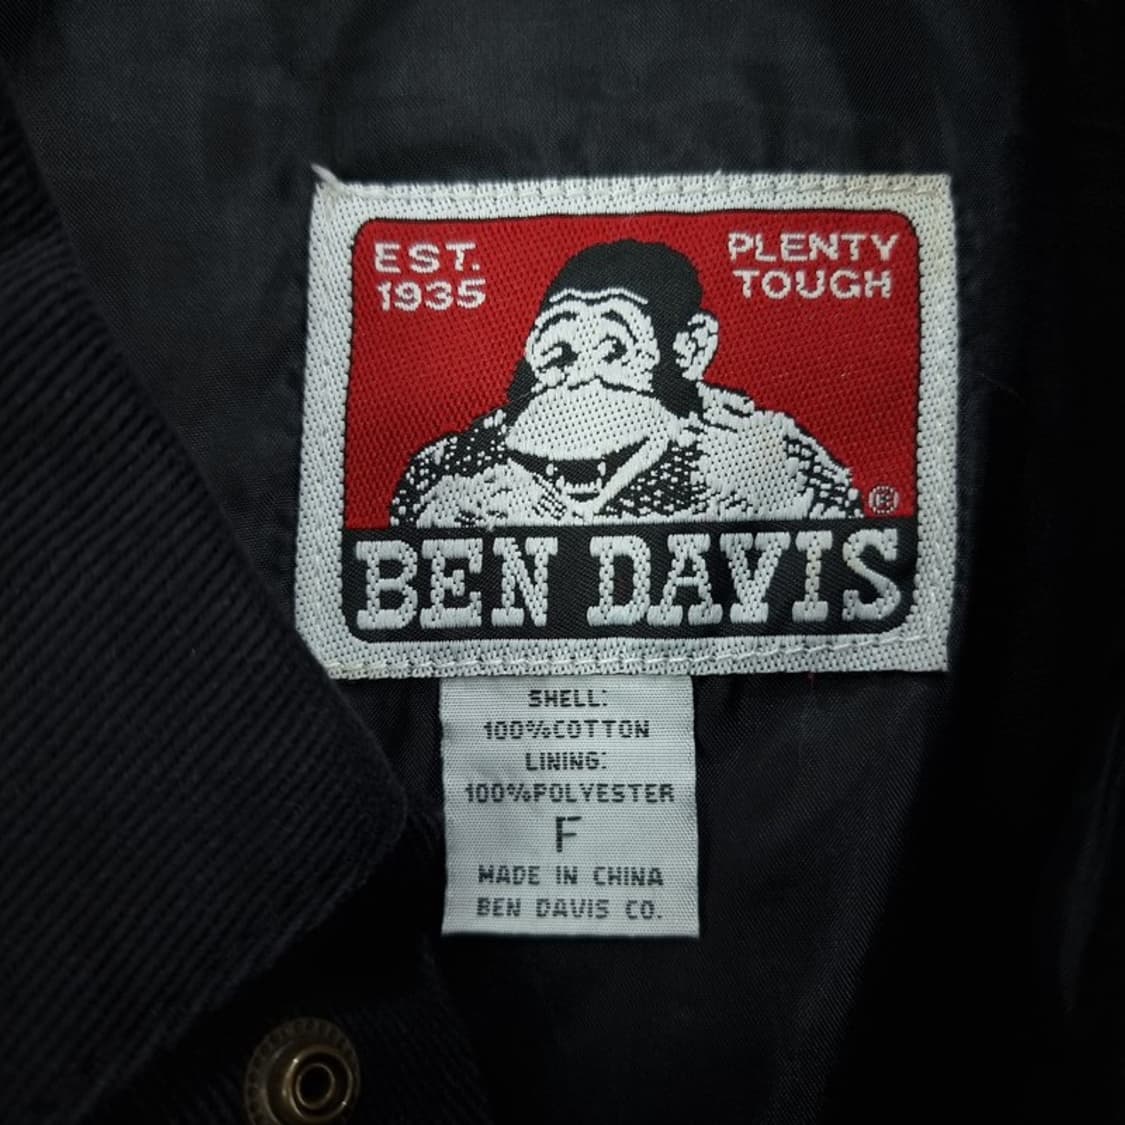 EST.
1935
PLENTY
TOUGH
®
BEN DAVIS
SHELL:
100%COTTON
LINING:
100%POLYESTER
F
MADE IN CHINA
BEN DAVIS CO.